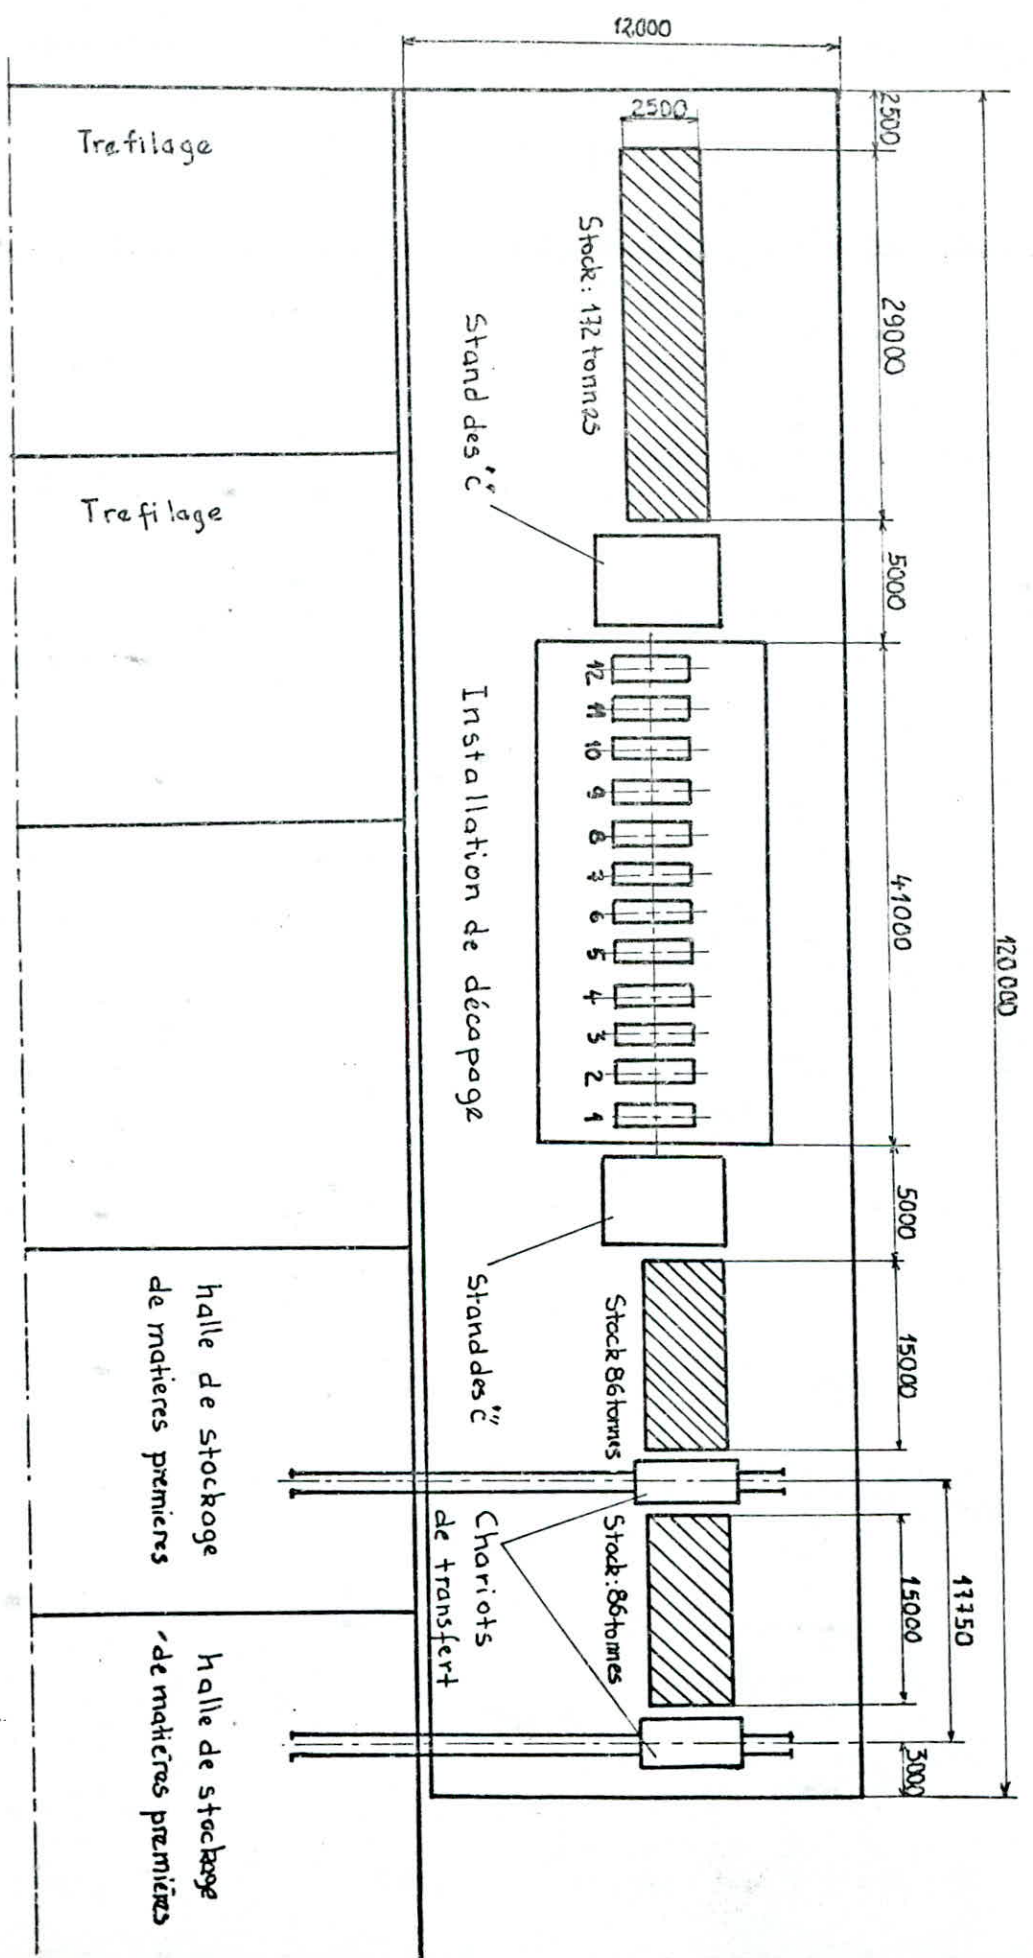 12.000
120 000
2500
29000
5000
41000
5000
15000
15000
17750
3000
2500
Stock: 172 tonnes
Stand des "C"
12
11
10
9
8
7
6
5
4
3
2
1
Installation de décapage
Stand des "C"
Stock 86 tonnes
Stock: 86 tonnes
Chariots
de transfert
Trefilage
Trefilage
halle de stockage
de matieres premieres
halle de stockage
de matières premières